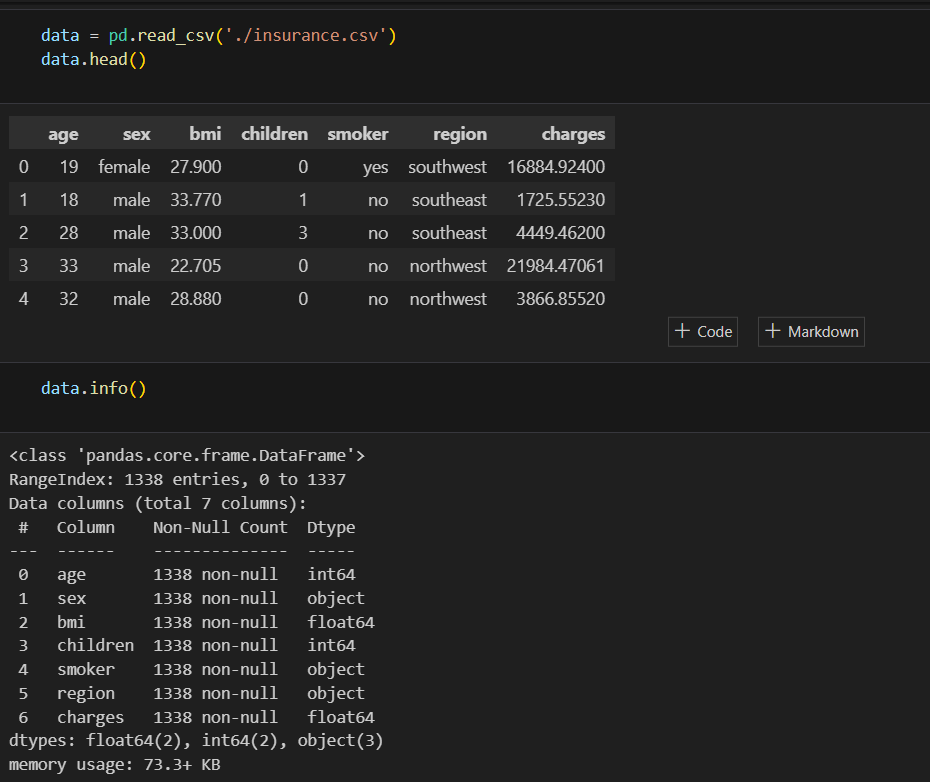 data = pd.read_csv('./insurance.csv')
data.head()
age sex bmi children smoker region charges
0 19 female 27.900 0 yes southwest 16884.92400
1 18 male 33.770 1 no southeast 1725.55230
2 28 male 33.000 3 no southeast 4449.46200
3 33 male 22.705 0 no northwest 21984.47061
4 32 male 28.880 0 no northwest 3866.85520
+ Code + Markdown
data.info()
<class 'pandas.core.frame.DataFrame'>
RangeIndex: 1338 entries, 0 to 1337
Data columns (total 7 columns):
 #   Column    Non-Null Count  Dtype
---  ------    --------------  -----
 0   age       1338 non-null   int64
 1   sex       1338 non-null   object
 2   bmi       1338 non-null   float64
 3   children  1338 non-null   int64
 4   smoker    1338 non-null   object
 5   region    1338 non-null   object
 6   charges   1338 non-null   float64
dtypes: float64(2), int64(2), object(3)
memory usage: 73.3+ KB